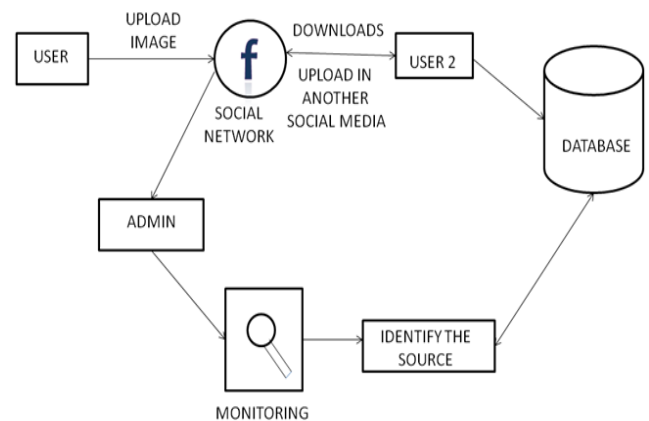 UPLOAD
IMAGE
USER
f
SOCIAL
NETWORK
DOWNLOADS
UPLOAD IN
ANOTHER
SOCIAL MEDIA
USER 2
DATABASE
ADMIN
MONITORING
IDENTIFY THE
SOURCE